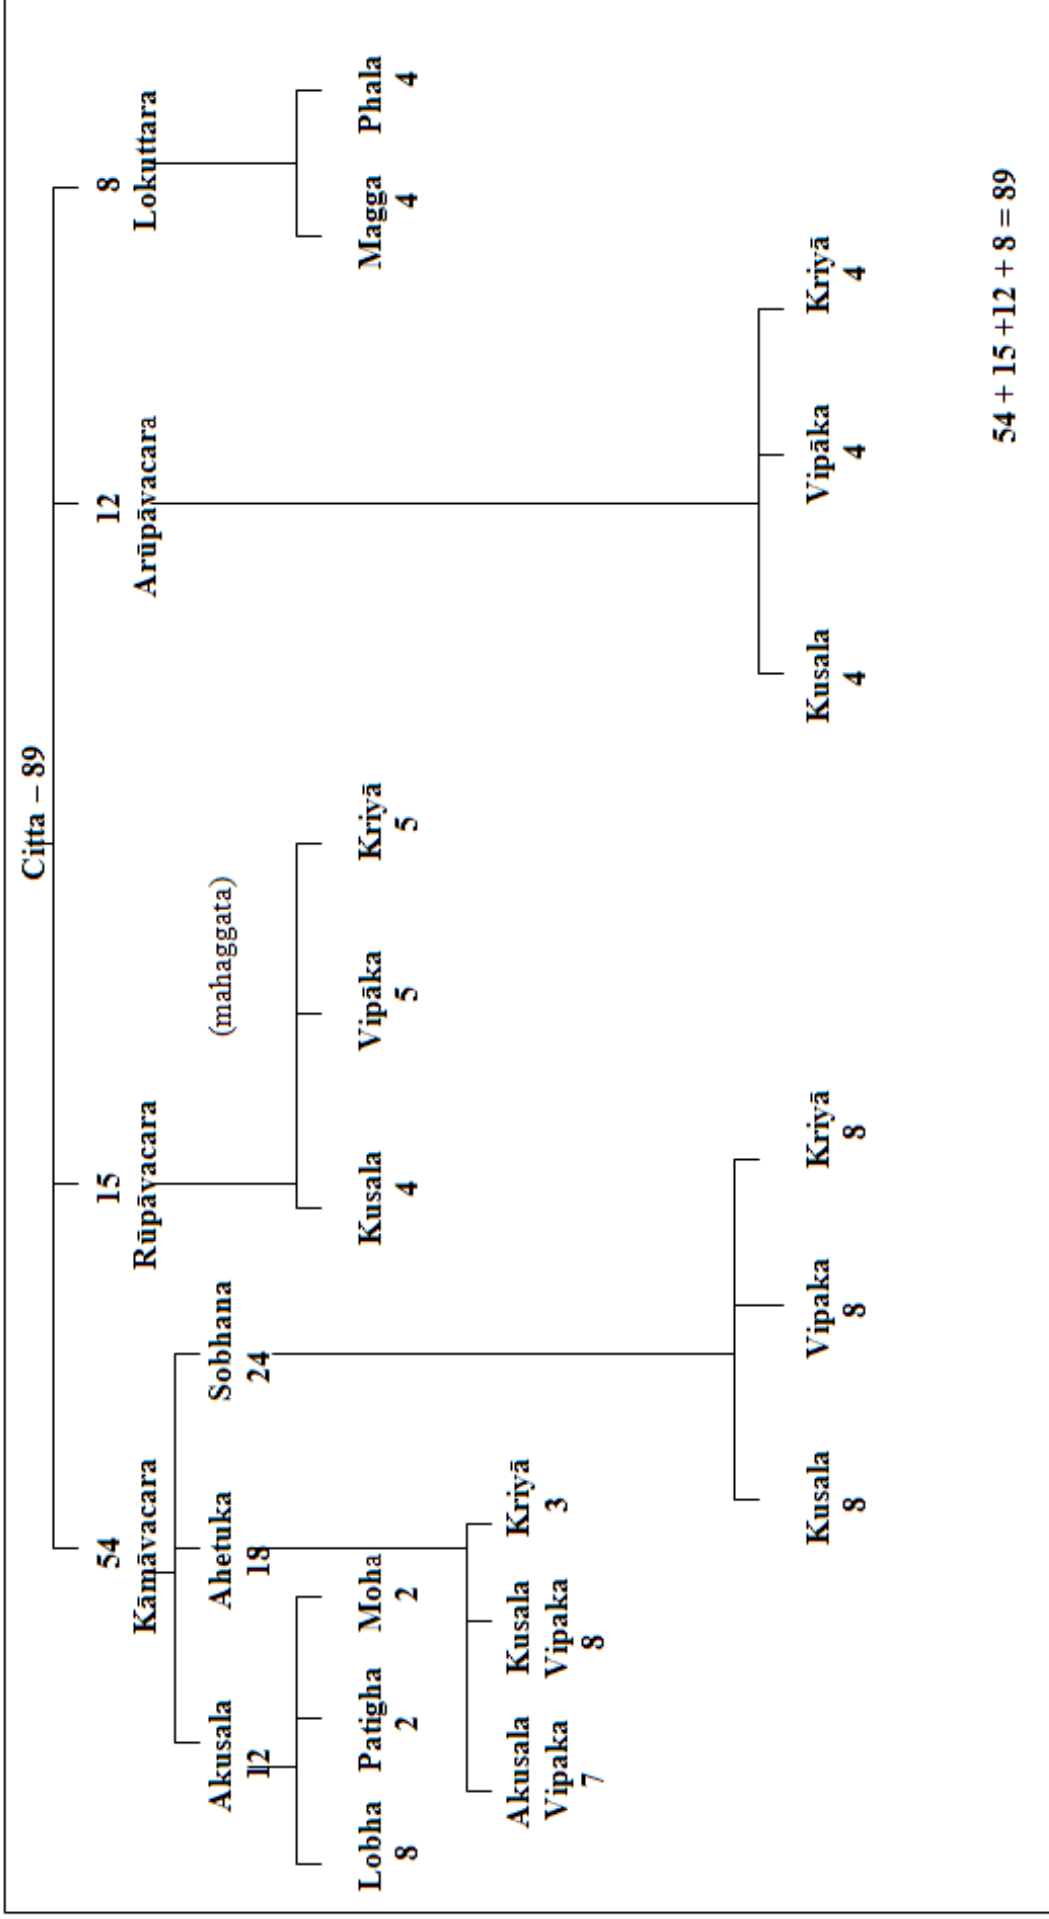 Citta – 89
54 15 12 8
Kāmāvacara Rūpāvacara Arūpāvacara Lokuttara
Akusala Ahetuka Sobhana (mahaggata)
12 18 24
Lobha Patigha Moha Kusala Vipāka Kriyā Magga Phala
8 2 2 4 5 5 4 4
Akusala Kusala Kriyā
Vipaka Vipaka 3
7 8
Kusala Vipaka Kriyā Kusala Vipāka Kriyā
8 8 8 4 4 4
54 + 15 +12 + 8 = 89